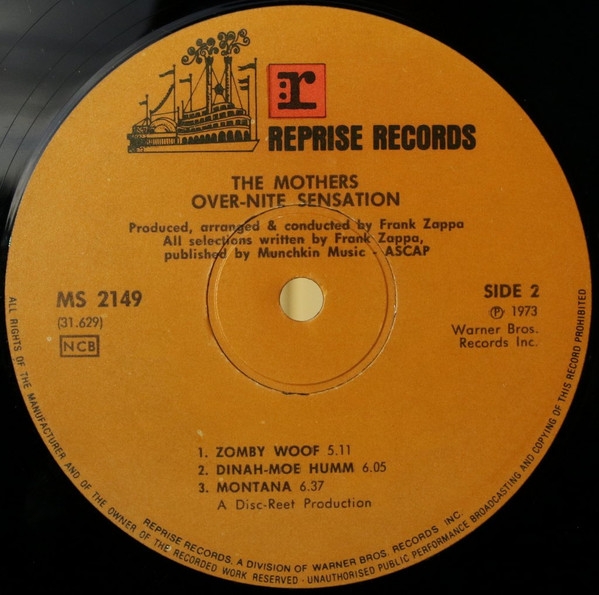 r
REPRISE RECORDS
THE MOTHERS
OVER-NITE SENSATION
Produced, arranged & conducted by Frank Zappa
All selections written by Frank Zappa,
published by Munchkin Music - ASCAP
MS 2149
(31.629)
NCB
SIDE 2
Ⓟ 1973
Warner Bros.
Records Inc.
1. ZOMBY WOOF 5.11
2. DINAH-MOE HUMM 6.05
3. MONTANA 6.37
A Disc-Reet Production
REPRISE RECORDS, A DIVISION OF WARNER BROS. RECORDS INC.
ALL RIGHTS OF THE MANUFACTURER AND OF THE OWNER OF THE RECORDED WORK RESERVED - UNAUTHORISED PUBLIC PERFORMANCE BROADCASTING AND COPYING OF THIS RECORD PROHIBITED